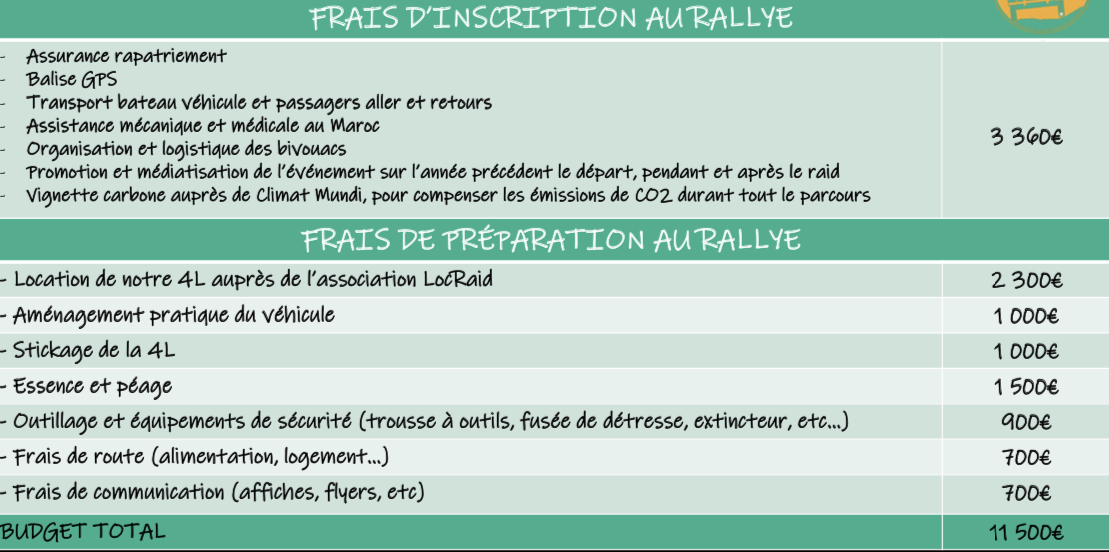 FRAIS D'INSCRIPTION AU RALLYE
- Assurance rapatriement
- Balise GPS
- Transport bateau véhicule et passagers aller et retours
- Assistance mécanique et médicale au Maroc
- Organisation et logistique des bivouacs
- Promotion et médiatisation de l'événement sur l'année précédent le départ, pendant et après le raid
- Vignette carbone auprès de Climat Mundi, pour compenser les émissions de CO2 durant tout le parcours
3 360€
FRAIS DE PRÉPARATION AU RALLYE
- Location de notre 4L auprès de l'association LocRaid 2 300€
- Aménagement pratique du véhicule 1 000€
- Stickage de la 4L 1 000€
- Essence et péage 1 500€
- Outillage et équipements de sécurité (trousse à outils, fusée de détresse, extincteur, etc...) 900€
- Frais de route (alimentation, logement...) 700€
- Frais de communication (affiches, flyers, etc) 700€
BUDGET TOTAL 11 500€